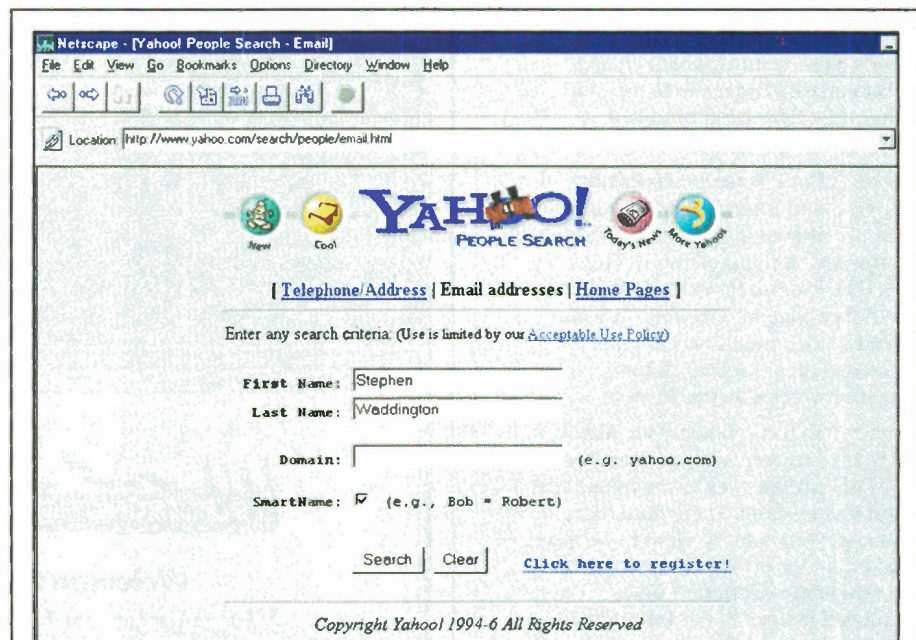 Netscape - [Yahoo! People Search - Email]
File Edit View Go Bookmarks Options Directory Window Help
Location: http://www.yahoo.com/search/people/email.html
New Cool YAHOO! Today's News More Yahoos
PEOPLE SEARCH
[ Telephone/Address | Email addresses | Home Pages ]
Enter any search criteria: (Use is limited by our Acceptable Use Policy)
First Name: Stephen
Last Name: Waddington
Domain: (e.g. yahoo.com)
SmartName: (e.g., Bob = Robert)
Search Clear Click here to register!
Copyright Yahoo! 1994-6 All Rights Reserved